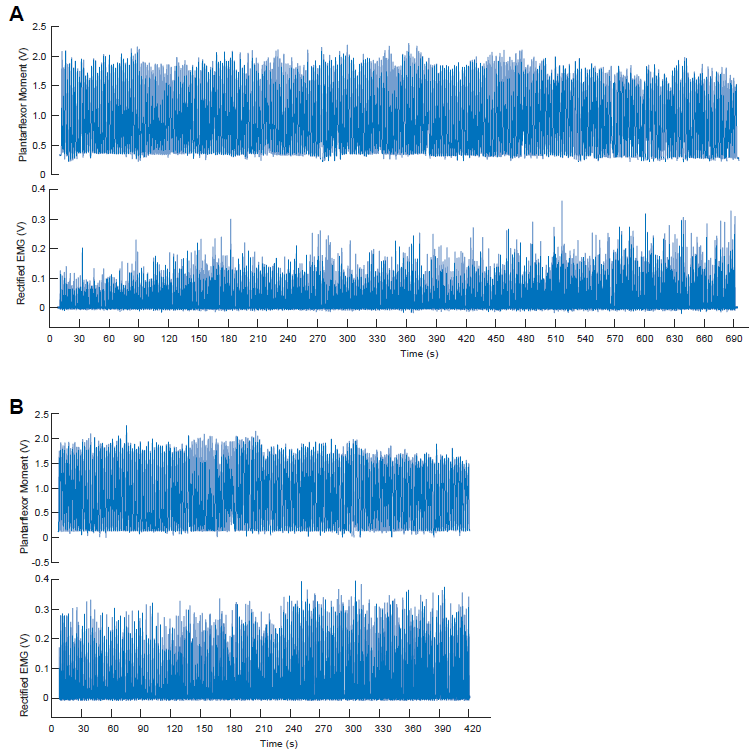 A
Plantarflexor Moment (V)
2.5
2.0
1.5
1.0
0.5
0
Rectified EMG (V)
0.4
0.3
0.2
0.1
0
0 30 60 90 120 150 180 210 240 270 300 330 360 390 420 450 480 510 540 570 600 630 660 690
Time (s)
B
Plantarflexor Moment (V)
2.5
2.0
1.5
1.0
0.5
0
-0.5
Rectified EMG (V)
0.4
0.3
0.2
0.1
0
0 30 60 90 120 150 180 210 240 270 300 330 360 390 420
Time (s)